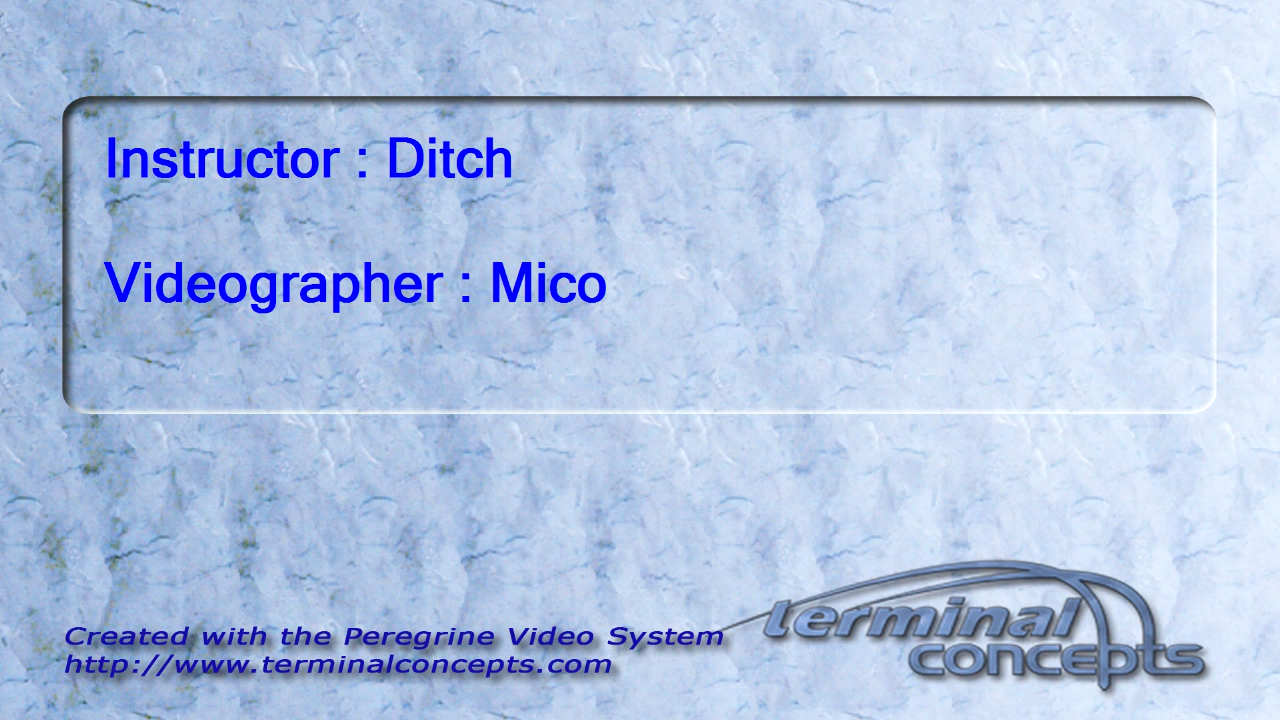 Instructor : Ditch
Videographer : Mico
Created with the Peregrine Video System
http://www.terminalconcepts.com
terminal
concepts